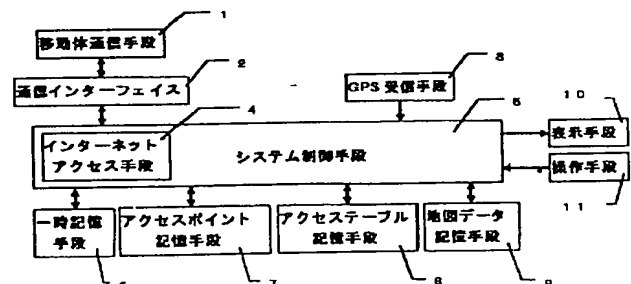 1
移動体通信手段
2
通信インターフェイス
3
GPS 受信手段
4
5
10
表示手段
インターネット
アクセス手段
システム制御手段
操作手段
11
一時記憶
手段
アクセスポイント
記憶手段
アクセステーブル
記憶手段
地図データ
記憶手段
7
8
9